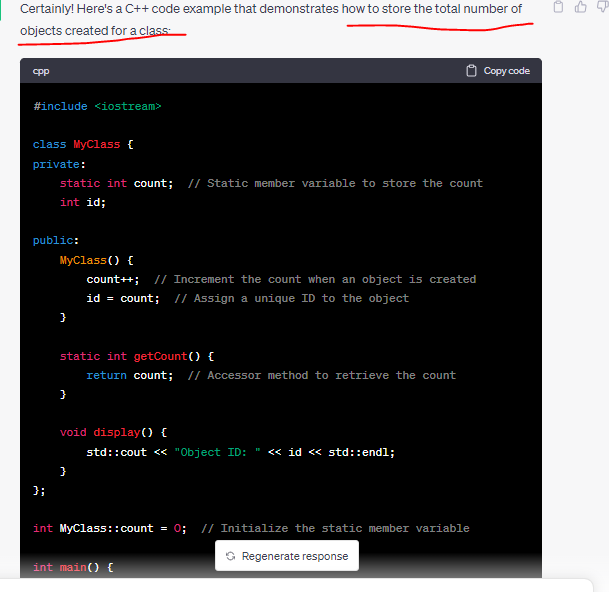 Certainly! Here's a C++ code example that demonstrates how to store the total number of
objects created for a class:
cpp
Copy code
#include <iostream>
class MyClass {
private:
static int count;  // Static member variable to store the count
int id;
public:
MyClass() {
count++;  // Increment the count when an object is created
id = count;  // Assign a unique ID to the object
}
static int getCount() {
return count;  // Accessor method to retrieve the count
}
void display() {
std::cout << "Object ID: " << id << std::endl;
}
};
int MyClass::count = 0;  // Initialize the static member variable
Regenerate response
int main() {